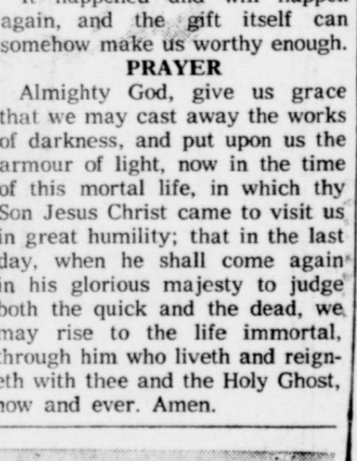 It happened and will happen
again, and the gift itself can
somehow make us worthy enough.
PRAYER
Almighty God, give us grace
that we may cast away the works
of darkness, and put upon us the
armour of light, now in the time
of this mortal life, in which thy
Son Jesus Christ came to visit us
in great humility; that in the last
day, when he shall come again
in his glorious majesty to judge
both the quick and the dead, we
may rise to the life immortal,
through him who liveth and reign-
eth with thee and the Holy Ghost,
now and ever. Amen.